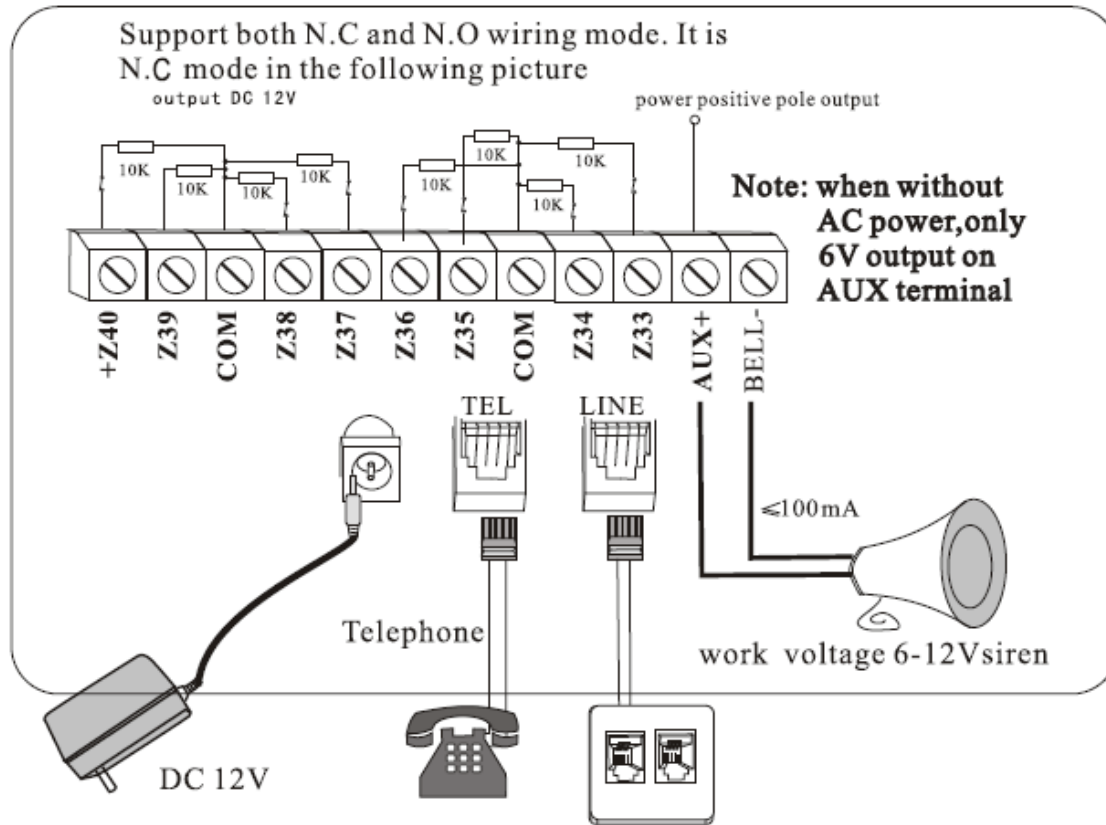 Support both N.C and N.O wiring mode. It is
N.C mode in the following picture
output DC 12V
power positive pole output
10K
10K
10K
10K
10K
10K
10K
10K
Note: when without
AC power,only
6V output on
AUX terminal
+Z40
Z39
COM
Z38
Z37
Z36
Z35
COM
Z34
Z33
AUX+
BELL-
TEL
LINE
≤100mA
Telephone
work voltage 6-12Vsiren
DC 12V